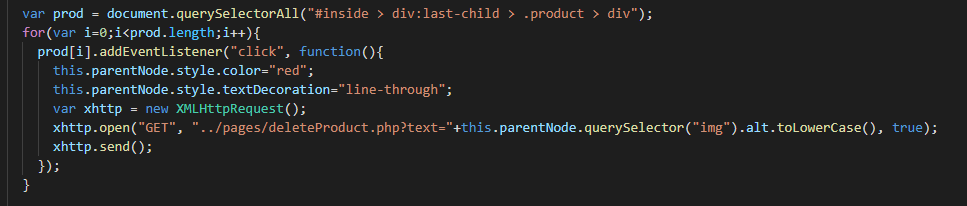 var prod = document.querySelectorAll("#inside > div:last-child > .product > div");
for(var i=0;i<prod.length;i++){
prod[i].addEventListener("click", function(){
this.parentNode.style.color="red";
this.parentNode.style.textDecoration="line-through";
var xhttp = new XMLHttpRequest();
xhttp.open("GET", "../pages/deleteProduct.php?text="+this.parentNode.querySelector("img").alt.toLowerCase(), true);
xhttp.send();
});
}